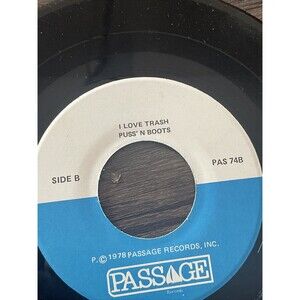 I LOVE TRASH
PUSS' N BOOTS
SIDE B
PAS 74B
P. © 1978 PASSAGE RECORDS, INC.
PASSAGE